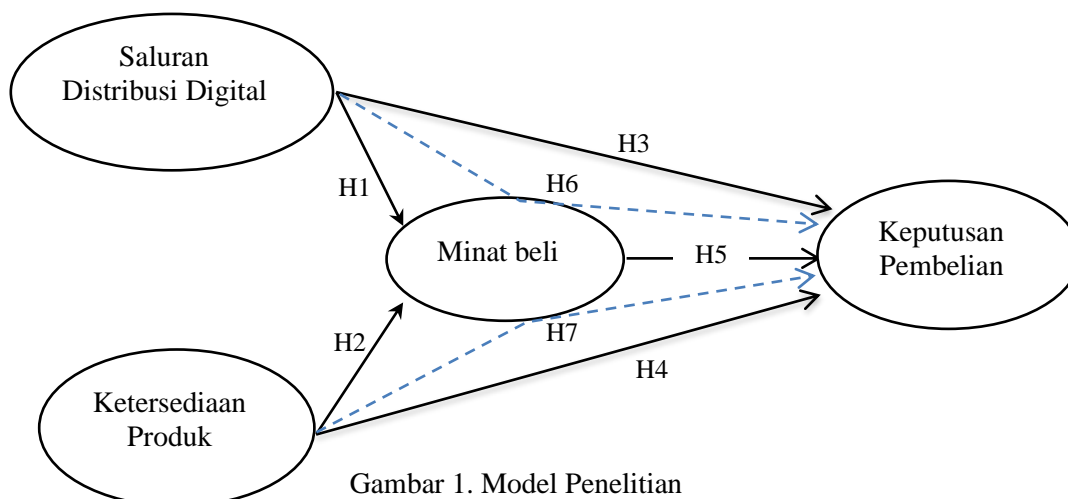 Saluran
Distribusi Digital
H3
H1
H6
Minat beli
H5
Keputusan
Pembelian
H2
H7
H4
Ketersediaan
Produk
Gambar 1. Model Penelitian